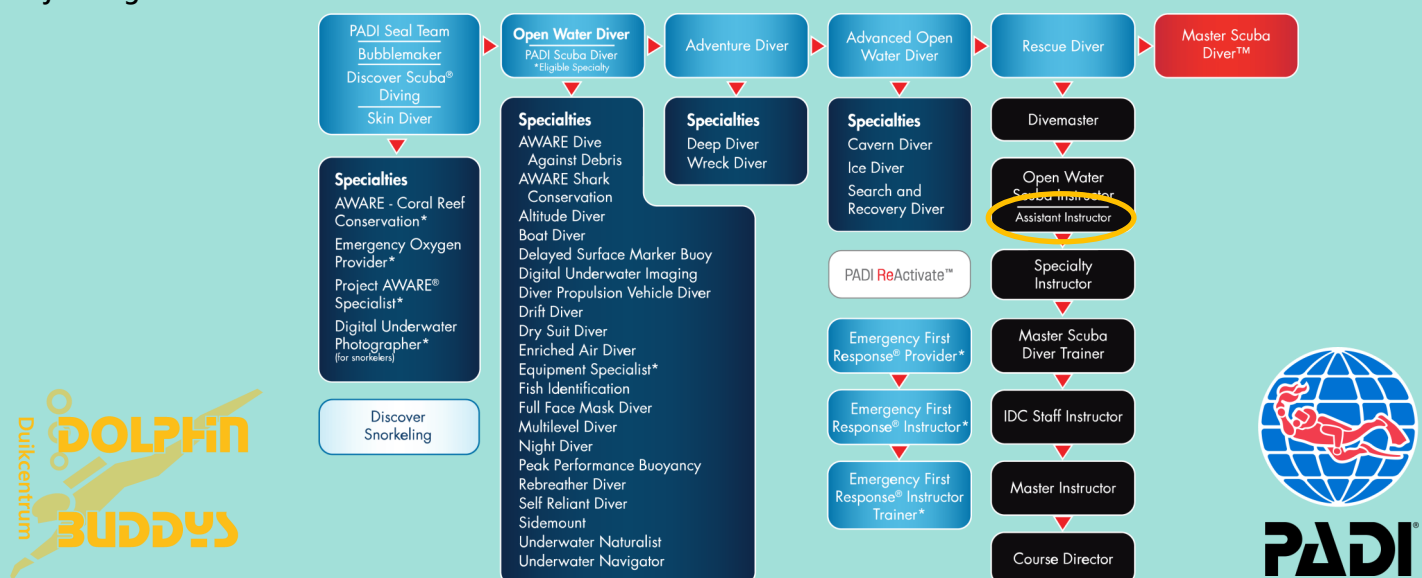 PADI Seal Team
Bubblemaker
Discover Scuba®
Diving
Skin Diver
Open Water Diver
PADI Scuba Diver
*Eligible Specialty
Adventure Diver
Advanced Open
Water Diver
Rescue Diver
Master Scuba
Diver™
Specialties
AWARE - Coral Reef
Conservation*
Emergency Oxygen
Provider*
Project AWARE®
Specialist*
Digital Underwater
Photographer*
(for snorkelers)
Discover
Snorkeling
Specialties
AWARE Dive
Against Debris
AWARE Shark
Conservation
Altitude Diver
Boat Diver
Delayed Surface Marker Buoy
Digital Underwater Imaging
Diver Propulsion Vehicle Diver
Drift Diver
Dry Suit Diver
Enriched Air Diver
Equipment Specialist*
Fish Identification
Full Face Mask Diver
Multilevel Diver
Night Diver
Peak Performance Buoyancy
Rebreather Diver
Self Reliant Diver
Sidemount
Underwater Naturalist
Underwater Navigator
Specialties
Deep Diver
Wreck Diver
Specialties
Cavern Diver
Ice Diver
Search and
Recovery Diver
PADI ReActivate™
Emergency First
Response® Provider*
Emergency First
Response® Instructor*
Emergency First
Response® Instructor
Trainer*
Divemaster
Open Water
Scuba Instructor
Assistant Instructor
Specialty
Instructor
Master Scuba
Diver Trainer
IDC Staff Instructor
Master Instructor
Course Director
Duikcentrum
DOLPHIN
BUDDYS
PADI®